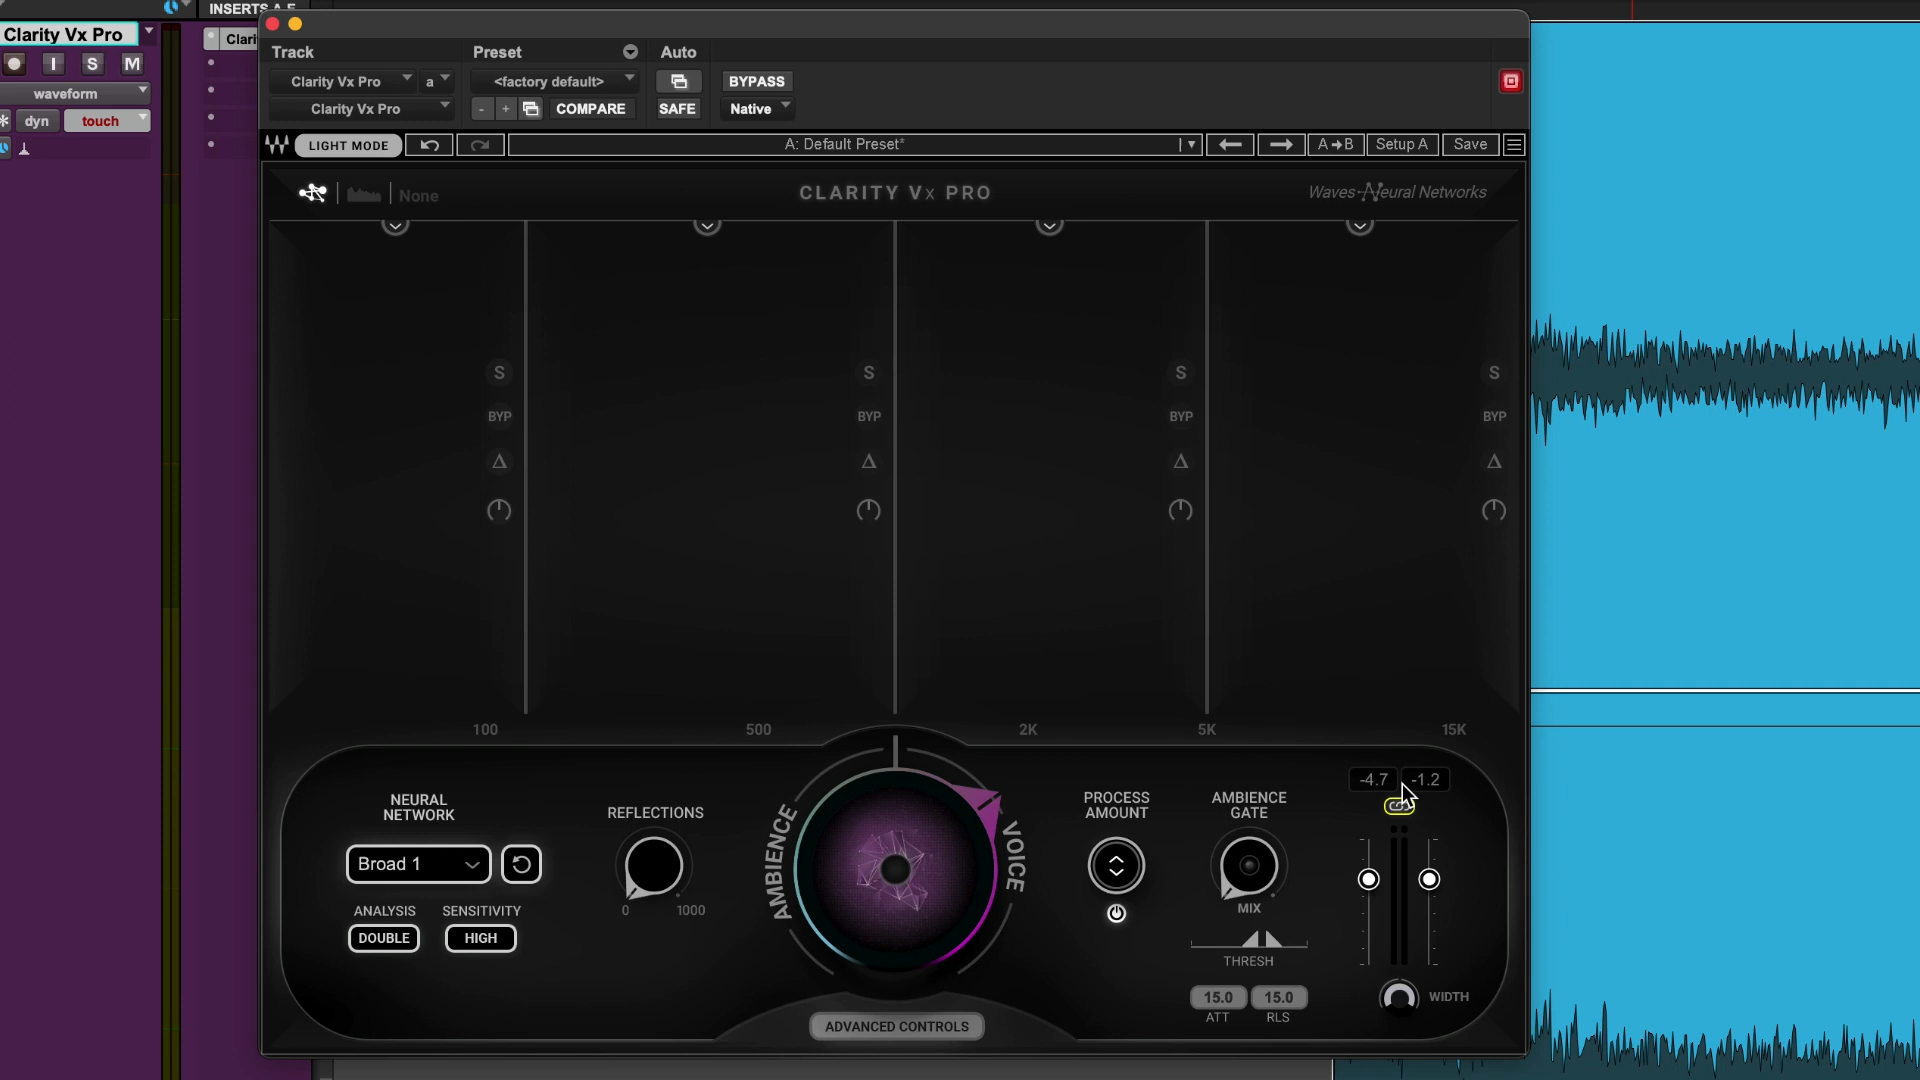 INSERTS A-E
Clarity Vx Pro
I S M
waveform
dyn touch
Track Preset Auto
Clarity Vx Pro a <factory default> BYPASS
Clarity Vx Pro - + COMPARE SAFE Native
LIGHT MODE A: Default Preset* A→B Setup A Save
None CLARITY Vx PRO Waves Neural Networks
S S S S
BYP BYP BYP BYP
Δ Δ Δ Δ
100 500 2K 5K 15K
-4.7 -1.2
NEURAL NETWORK
Broad 1
ANALYSIS SENSITIVITY
DOUBLE HIGH
REFLECTIONS
0 1000
AMBIENCE VOICE
ADVANCED CONTROLS
PROCESS AMOUNT
AMBIENCE GATE
MIX
THRESH
15.0 15.0
ATT RLS
WIDTH